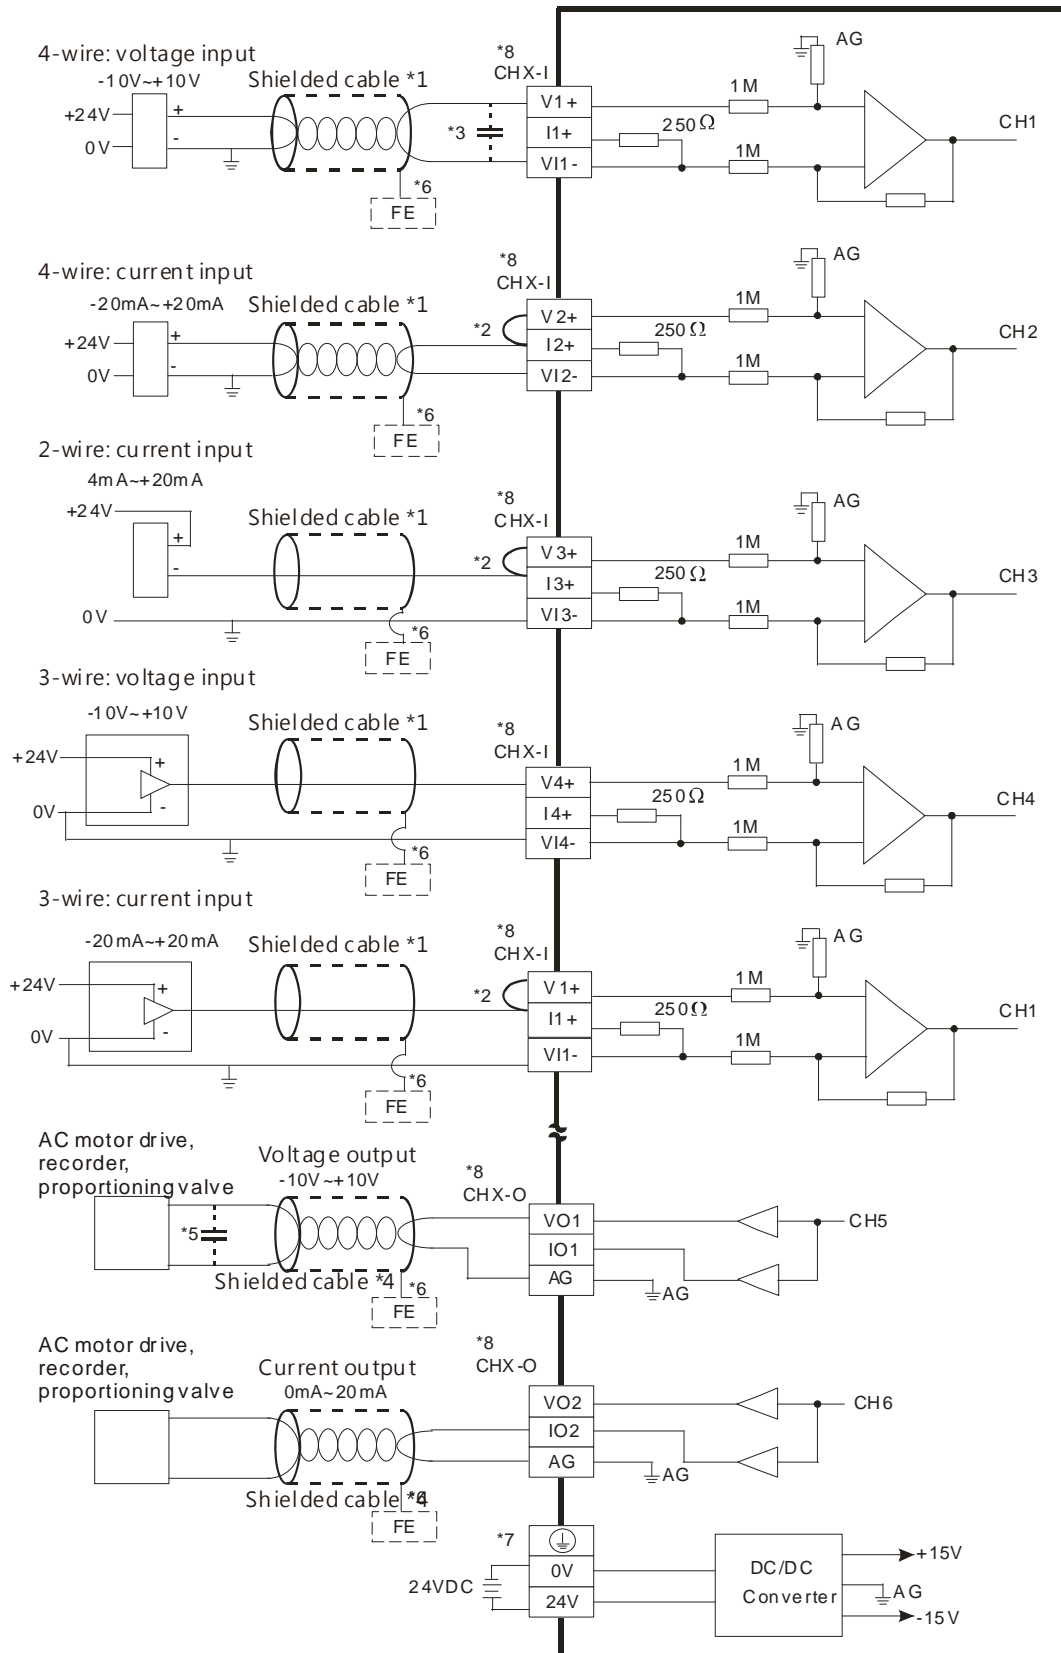 4-wire: voltage input
-10V~+10V
+24V
0V
+
-
Shielded cable *1
*3
*6
FE
*8
CHX-I
V1+
I1+
VI1-
250Ω
1M
1M
AG
CH1
4-wire: current input
-20mA~+20mA
+24V
0V
+
-
Shielded cable *1
*2
*6
FE
*8
CHX-I
V2+
I2+
VI2-
250Ω
1M
1M
AG
CH2
2-wire: current input
4mA~+20mA
+24V
+
-
0V
Shielded cable *1
*2
*6
FE
*8
CHX-I
V3+
I3+
VI3-
250Ω
1M
1M
AG
CH3
3-wire: voltage input
-10V~+10V
+24V
0V
+
-
Shielded cable *1
*6
FE
*8
CHX-I
V4+
I4+
VI4-
250Ω
1M
1M
AG
CH4
3-wire: current input
-20mA~+20mA
+24V
0V
+
-
Shielded cable *1
*2
*6
FE
*8
CHX-I
V1+
I1+
VI1-
250Ω
1M
1M
AG
CH1
AC motor drive,
recorder,
proportioning valve
Voltage output
-10V~+10V
*5
Shielded cable *4
*6
FE
*8
CHX-O
VO1
IO1
AG
AG
CH5
AC motor drive,
recorder,
proportioning valve
Current output
0mA~20mA
Shielded cable *4
FE
*8
CHX-O
VO2
IO2
AG
AG
CH6
*7
0V
24V
24VDC
DC/DC
Converter
+15V
AG
-15V